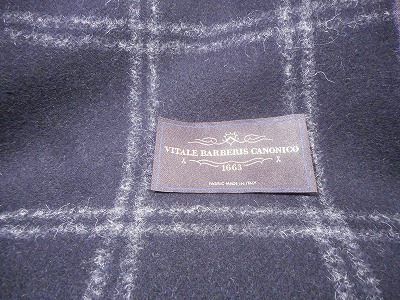 VITALE BARBERIS CANONICO
1663
FABRIC MADE IN ITALY